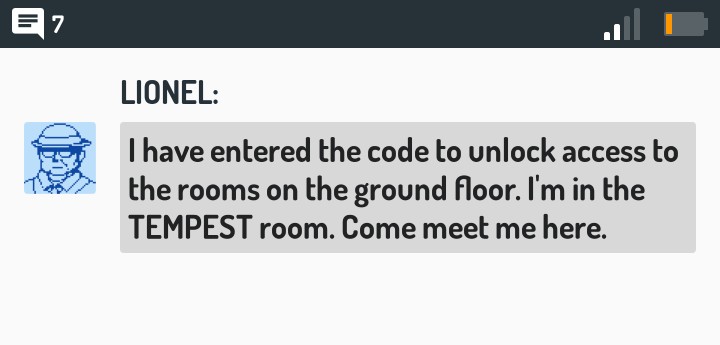 7
LIONEL:
I have entered the code to unlock access to
the rooms on the ground floor. I'm in the
TEMPEST room. Come meet me here.